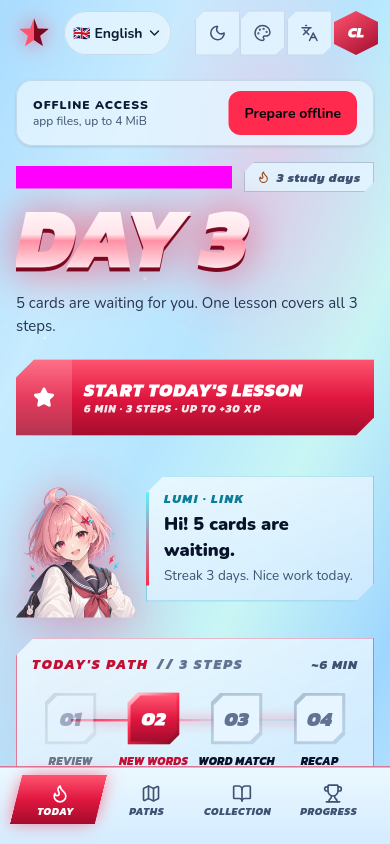 English
CL
OFFLINE ACCESS
app files, up to 4 MiB
Prepare offline
3 study days
DAY 3
5 cards are waiting for you. One lesson covers all 3
steps.
START TODAY'S LESSON
6 MIN · 3 STEPS · UP TO +30 XP
LUMI · LINK
Hi! 5 cards are
waiting.
Streak 3 days. Nice work today.
TODAY'S PATH // 3 STEPS
~6 MIN
01 02 03 04
REVIEW NEW WORDS WORD MATCH RECAP
TODAY PATHS COLLECTION PROGRESS